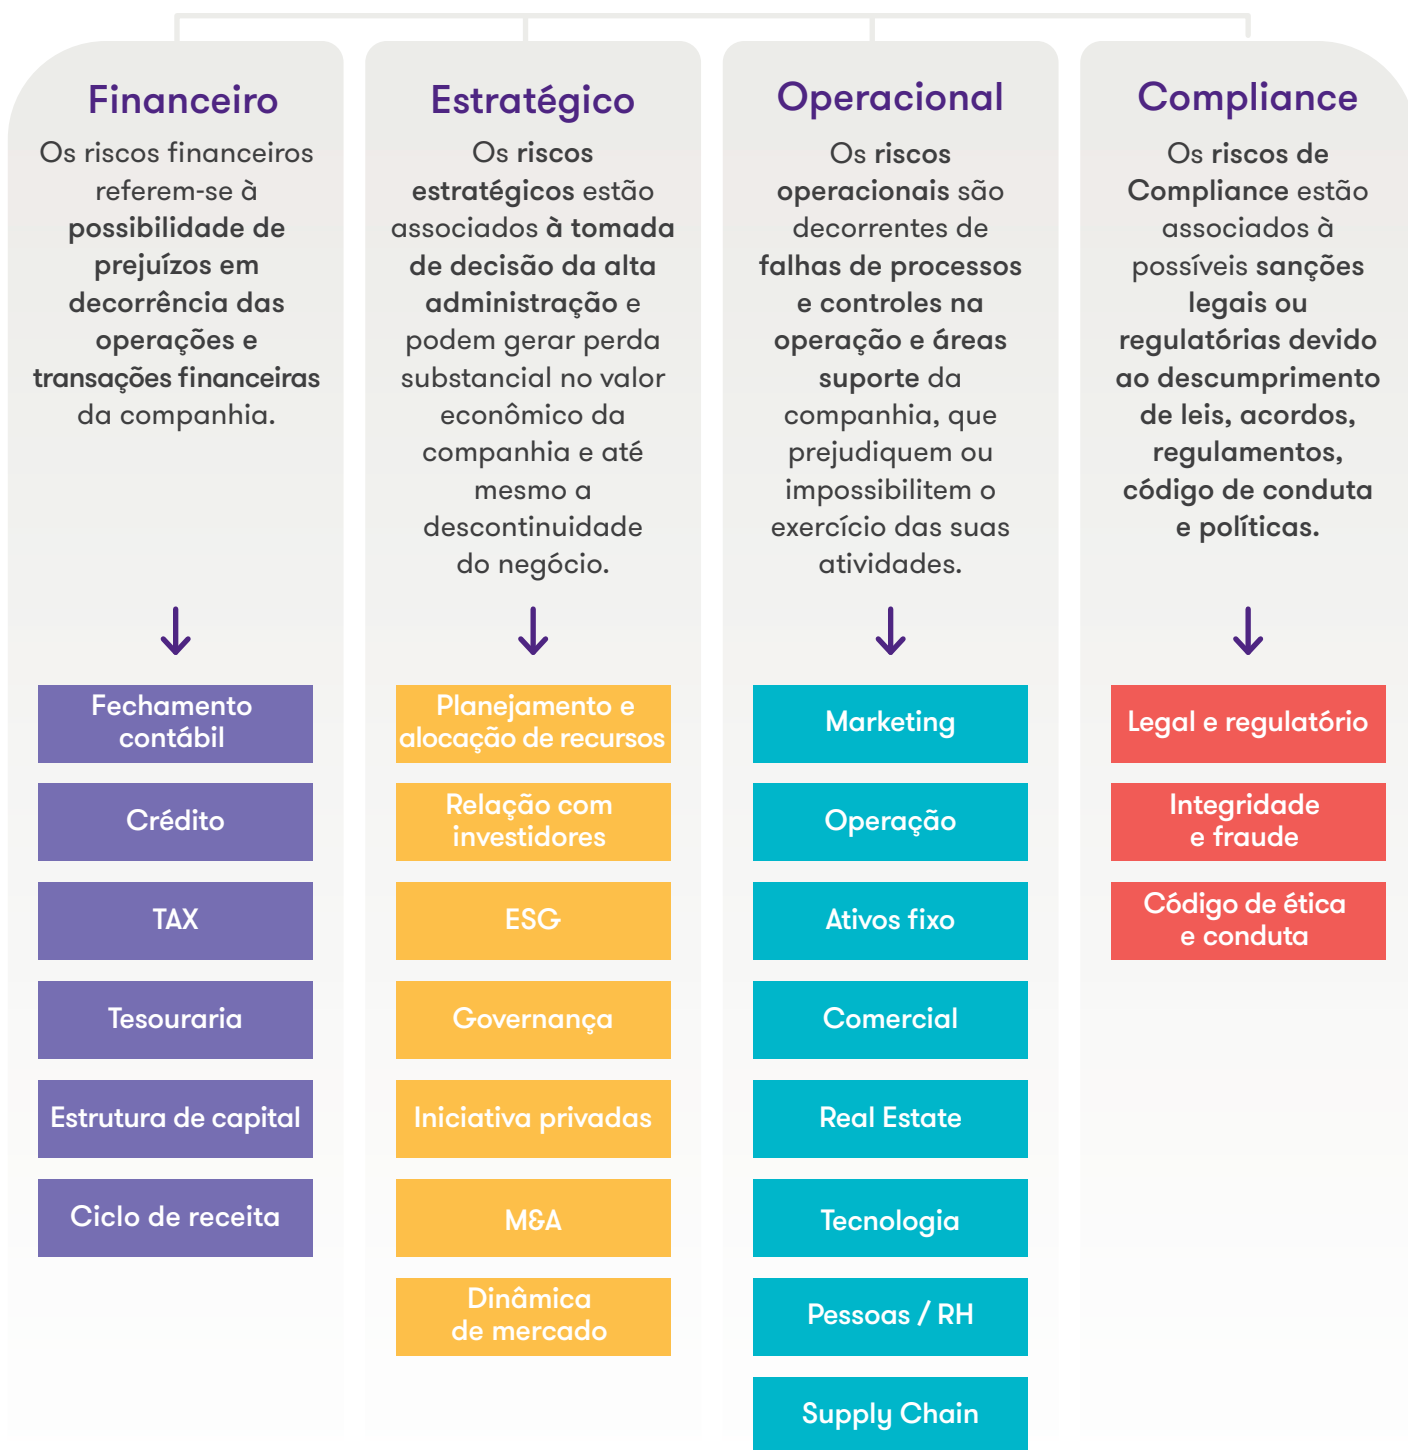 Financeiro
Os riscos financeiros
referem-se à
possibilidade de
prejuízos em
decorrência das
operações e
transações financeiras
da companhia.
Fechamento
contábil
Crédito
TAX
Tesouraria
Estrutura de capital
Ciclo de receita
Estratégico
Os riscos
estratégicos estão
associados à tomada
de decisão da alta
administração e
podem gerar perda
substancial no valor
econômico da
companhia e até
mesmo a
descontinuidade
do negócio.
Planejamento e
alocação de recursos
Relação com
investidores
ESG
Governança
Iniciativa privadas
M&A
Dinâmica
de mercado
Operacional
Os riscos
operacionais são
decorrentes de
falhas de processos
e controles na
operação e áreas
suporte da
companhia, que
prejudiquem ou
impossibilitem o
exercício das suas
atividades.
Marketing
Operação
Ativos fixo
Comercial
Real Estate
Tecnologia
Pessoas / RH
Supply Chain
Compliance
Os riscos de
Compliance estão
associados à
possíveis sanções
legais ou
regulatórias devido
ao descumprimento
de leis, acordos,
regulamentos,
código de conduta
e políticas.
Legal e regulatório
Integridade
e fraude
Código de ética
e conduta